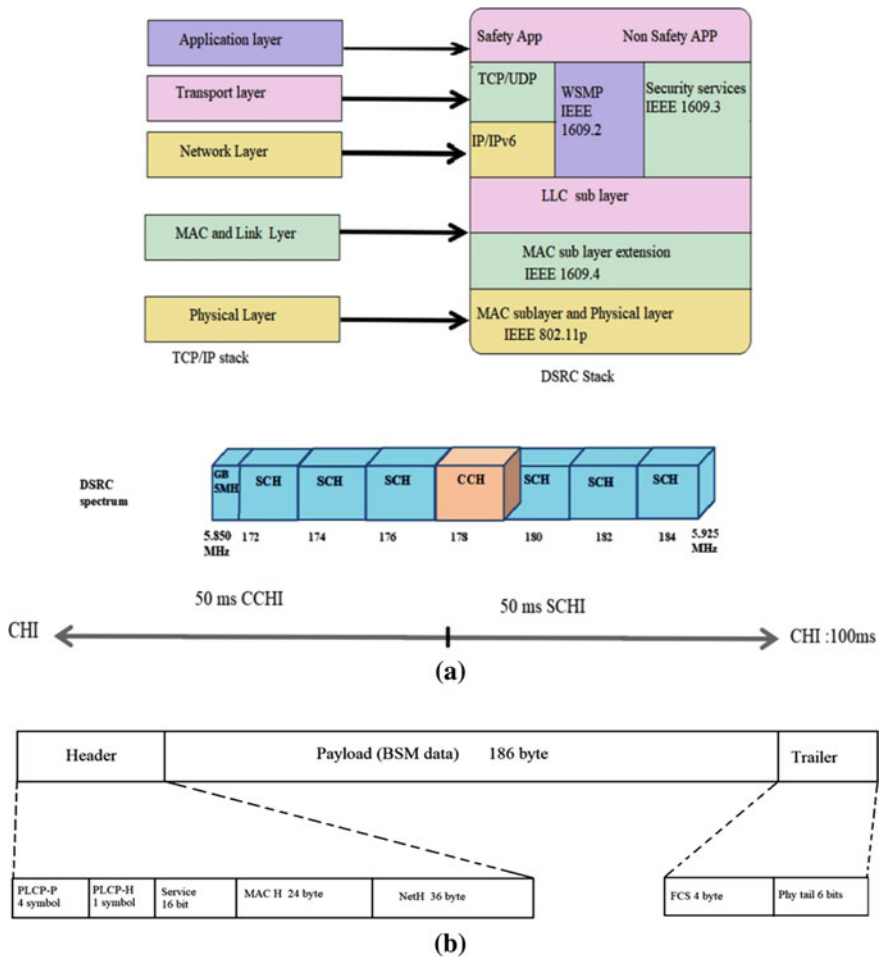 Application layer
Transport layer
Network Layer
MAC and Link Lyer
Physical Layer
TCP/IP stack
Safety App
Non Safety APP
TCP/UDP
WSMP
IEEE
1609.2
Security services
IEEE 1609.3
IP/IPv6
LLC sub layer
MAC sub layer extension
IEEE 1609.4
MAC sublayer and Physical layer
IEEE 802.11p
DSRC Stack
DSRC
spectrum
GB
5MH
SCH
SCH
SCH
CCH
SCH
SCH
SCH
5.850
MHz
172
174
176
178
180
182
184
5.925
MHz
50 ms CCHI
50 ms SCHI
CHI
CHI :100ms
(a)
Header
Payload (BSM data) 186 byte
Trailer
PLCP-P
4 symbol
PLCP-H
1 symbol
Service
16 bit
MAC H 24 byte
NetH 36 byte
FCS 4 byte
Phy tail 6 bits
(b)